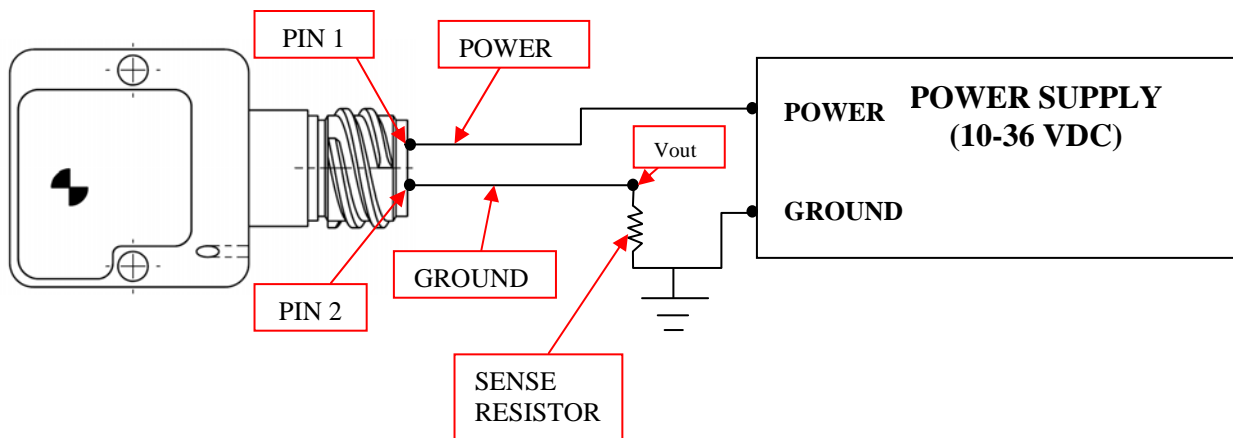 PIN 1
POWER
POWER
POWER SUPPLY
(10-36 VDC)
Vout
GROUND
GROUND
PIN 2
SENSE
RESISTOR